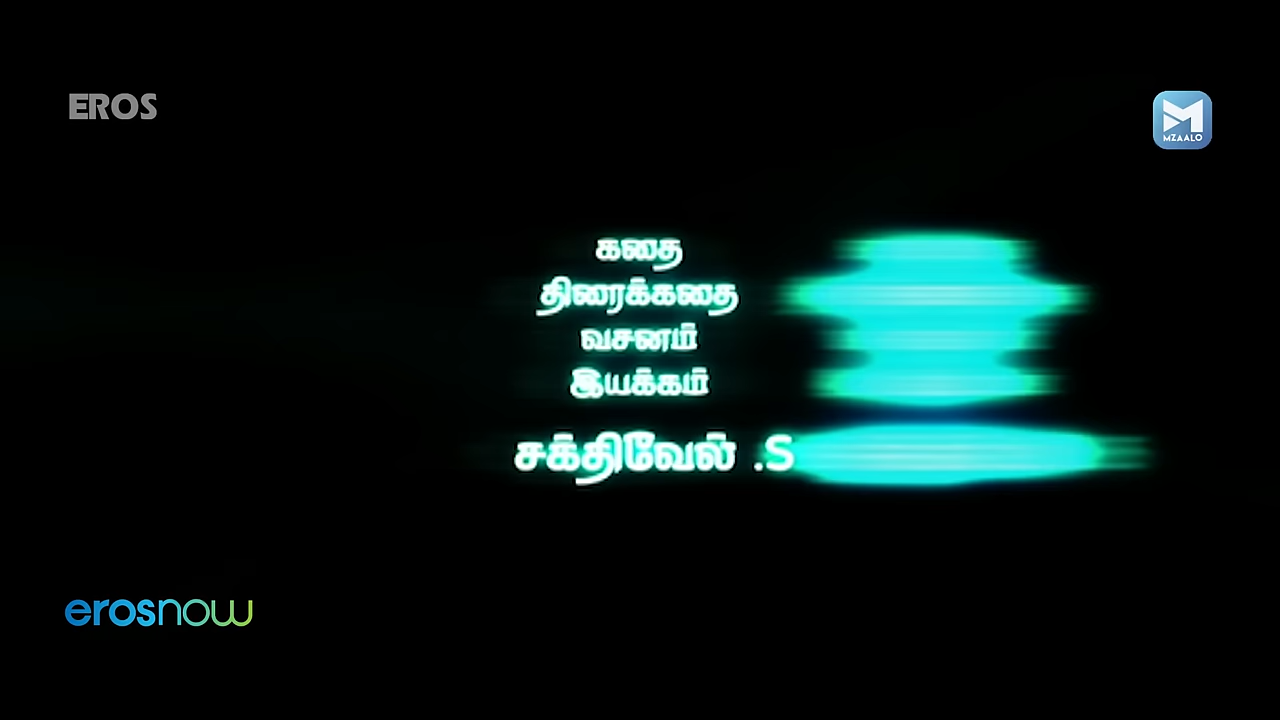 EROS
MZAALO
கதை
திரைக்கதை
வசனம்
இயக்கம்
சக்திவேல் .S
erosnow